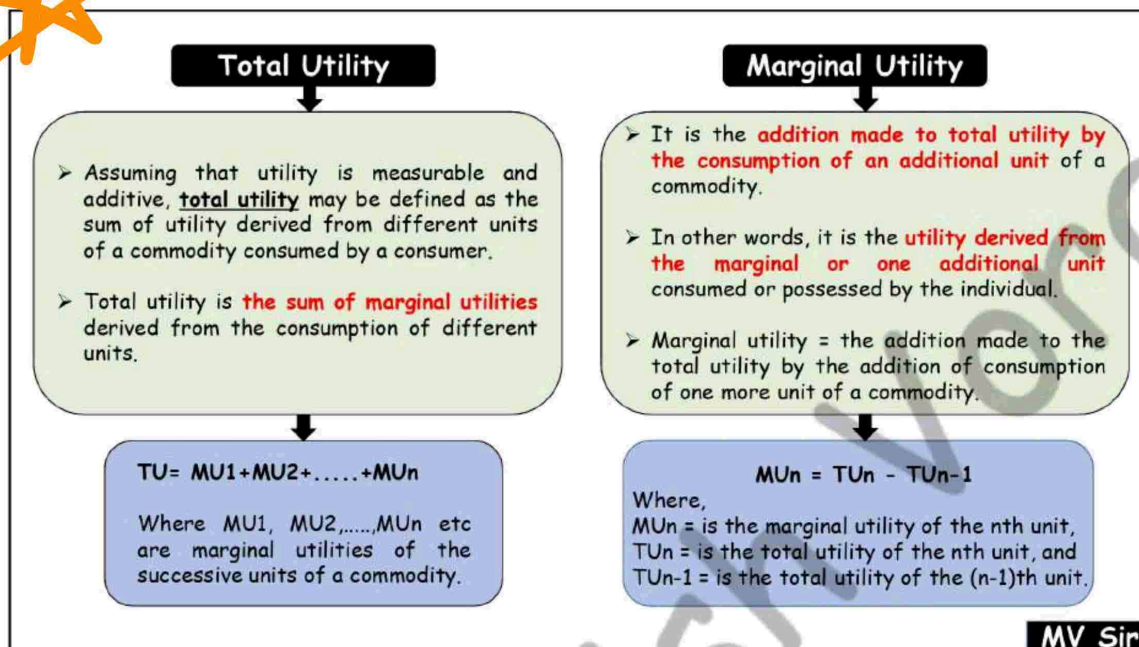 Total Utility
➤ Assuming that utility is measurable and
additive, total utility may be defined as the
sum of utility derived from different units
of a commodity consumed by a consumer.
➤ Total utility is the sum of marginal utilities
derived from the consumption of different
units.
TU= MU1+MU2+.....+MUn
Where MU1, MU2,....,MUn etc
are marginal utilities of the
successive units of a commodity.
Marginal Utility
➤ It is the addition made to total utility by
the consumption of an additional unit of a
commodity.
➤ In other words, it is the utility derived from
the marginal or one additional unit
consumed or possessed by the individual.
➤ Marginal utility = the addition made to the
total utility by the addition of consumption
of one more unit of a commodity.
MUn = TUn - TUn-1
Where,
MUn = is the marginal utility of the nth unit,
TUn = is the total utility of the nth unit, and
TUn-1 = is the total utility of the (n-1)th unit.
MV Sir